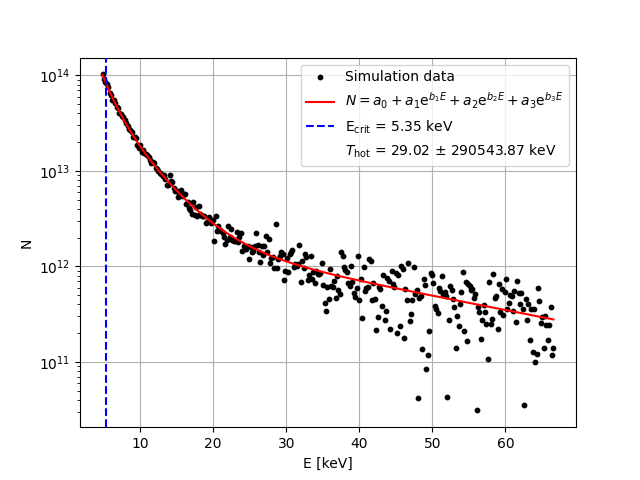 Simulation data
N = a₀ + a₁e^{b₁E} + a₂e^{b₂E} + a₃e^{b₃E}
E_crit = 5.35 keV
T_hot = 29.02 ± 290543.87 keV
10¹⁴
10¹³
10¹²
10¹¹
N
10 20 30 40 50 60
E [keV]